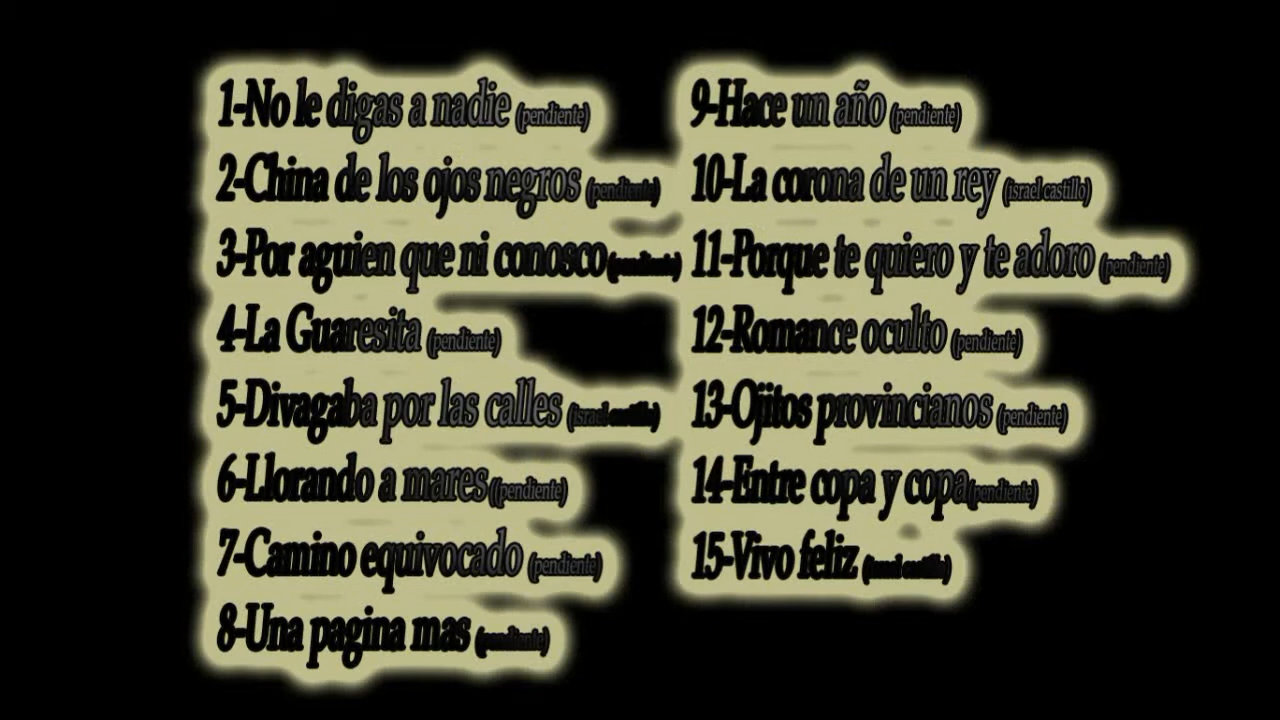 1-No le digas a nadie (pendiente)
2-China de los ojos negros (pendiente)
3-Por aguien que ni conosco (pendiente)
4-La Guaresita (pendiente)
5-Divagaba por las calles (israel castillo)
6-Llorando a mares((pendiente)
7-Camino equivocado (pendiente)
8-Una pagina mas (pendiente)
9-Hace un año (pendiente)
10-La corona de un rey (israel castillo)
11-Porque te quiero y te adoro (pendiente)
12-Romance oculto (pendiente)
13-Ojitos provincianos (pendiente)
14-Entre copa y copa(pendiente)
15-Vivo feliz (israel castillo)